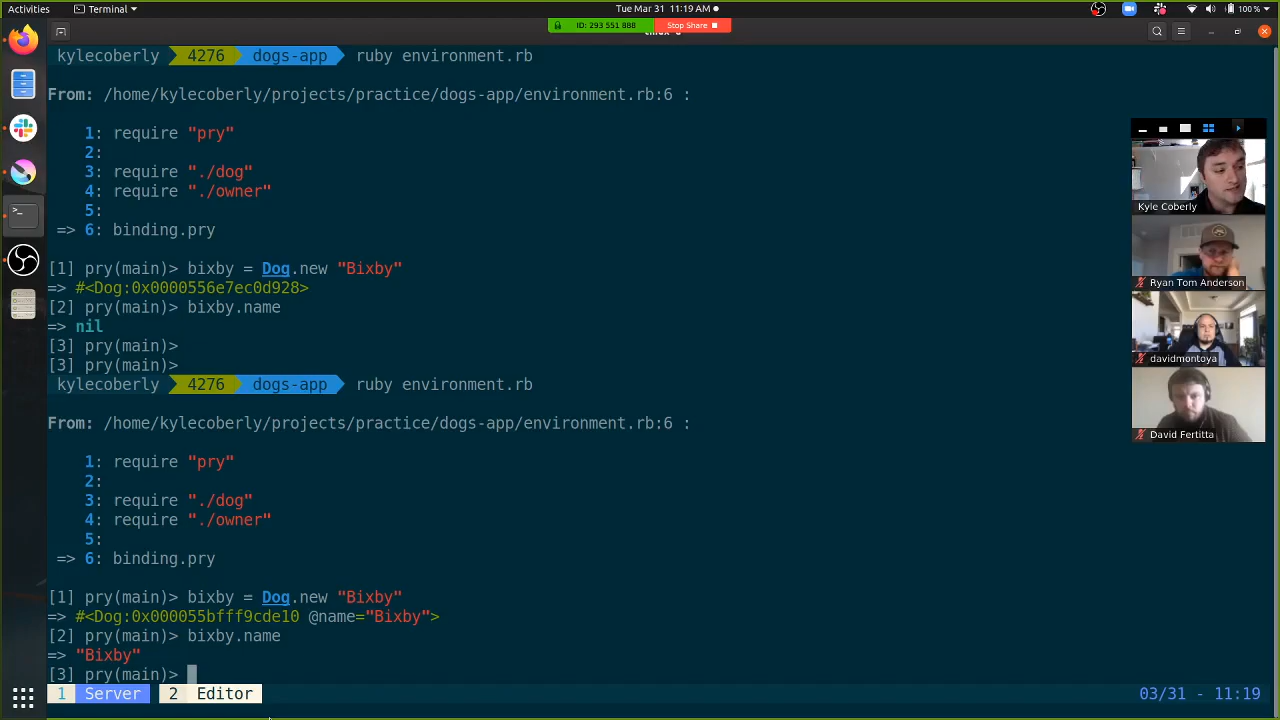 Activities
Terminal
Tue Mar 31 11:19 AM
100 %
ID: 293 551 888
Stop Share
kylecoberly 4276 dogs-app ruby environment.rb
From: /home/kylecoberly/projects/practice/dogs-app/environment.rb:6 :
1: require "pry"
2:
3: require "./dog"
4: require "./owner"
5:
=> 6: binding.pry
[1] pry(main)> bixby = Dog.new "Bixby"
=> #<Dog:0x0000556e7ec0d928>
[2] pry(main)> bixby.name
=> nil
[3] pry(main)>
[3] pry(main)>
kylecoberly 4276 dogs-app ruby environment.rb
From: /home/kylecoberly/projects/practice/dogs-app/environment.rb:6 :
1: require "pry"
2:
3: require "./dog"
4: require "./owner"
5:
=> 6: binding.pry
[1] pry(main)> bixby = Dog.new "Bixby"
=> #<Dog:0x000055bfff9cde10 @name="Bixby">
[2] pry(main)> bixby.name
=> "Bixby"
[3] pry(main)>
1 Server 2 Editor
03/31 - 11:19
Kyle Coberly
Ryan Tom Anderson
davidmontoya
David Fertitta